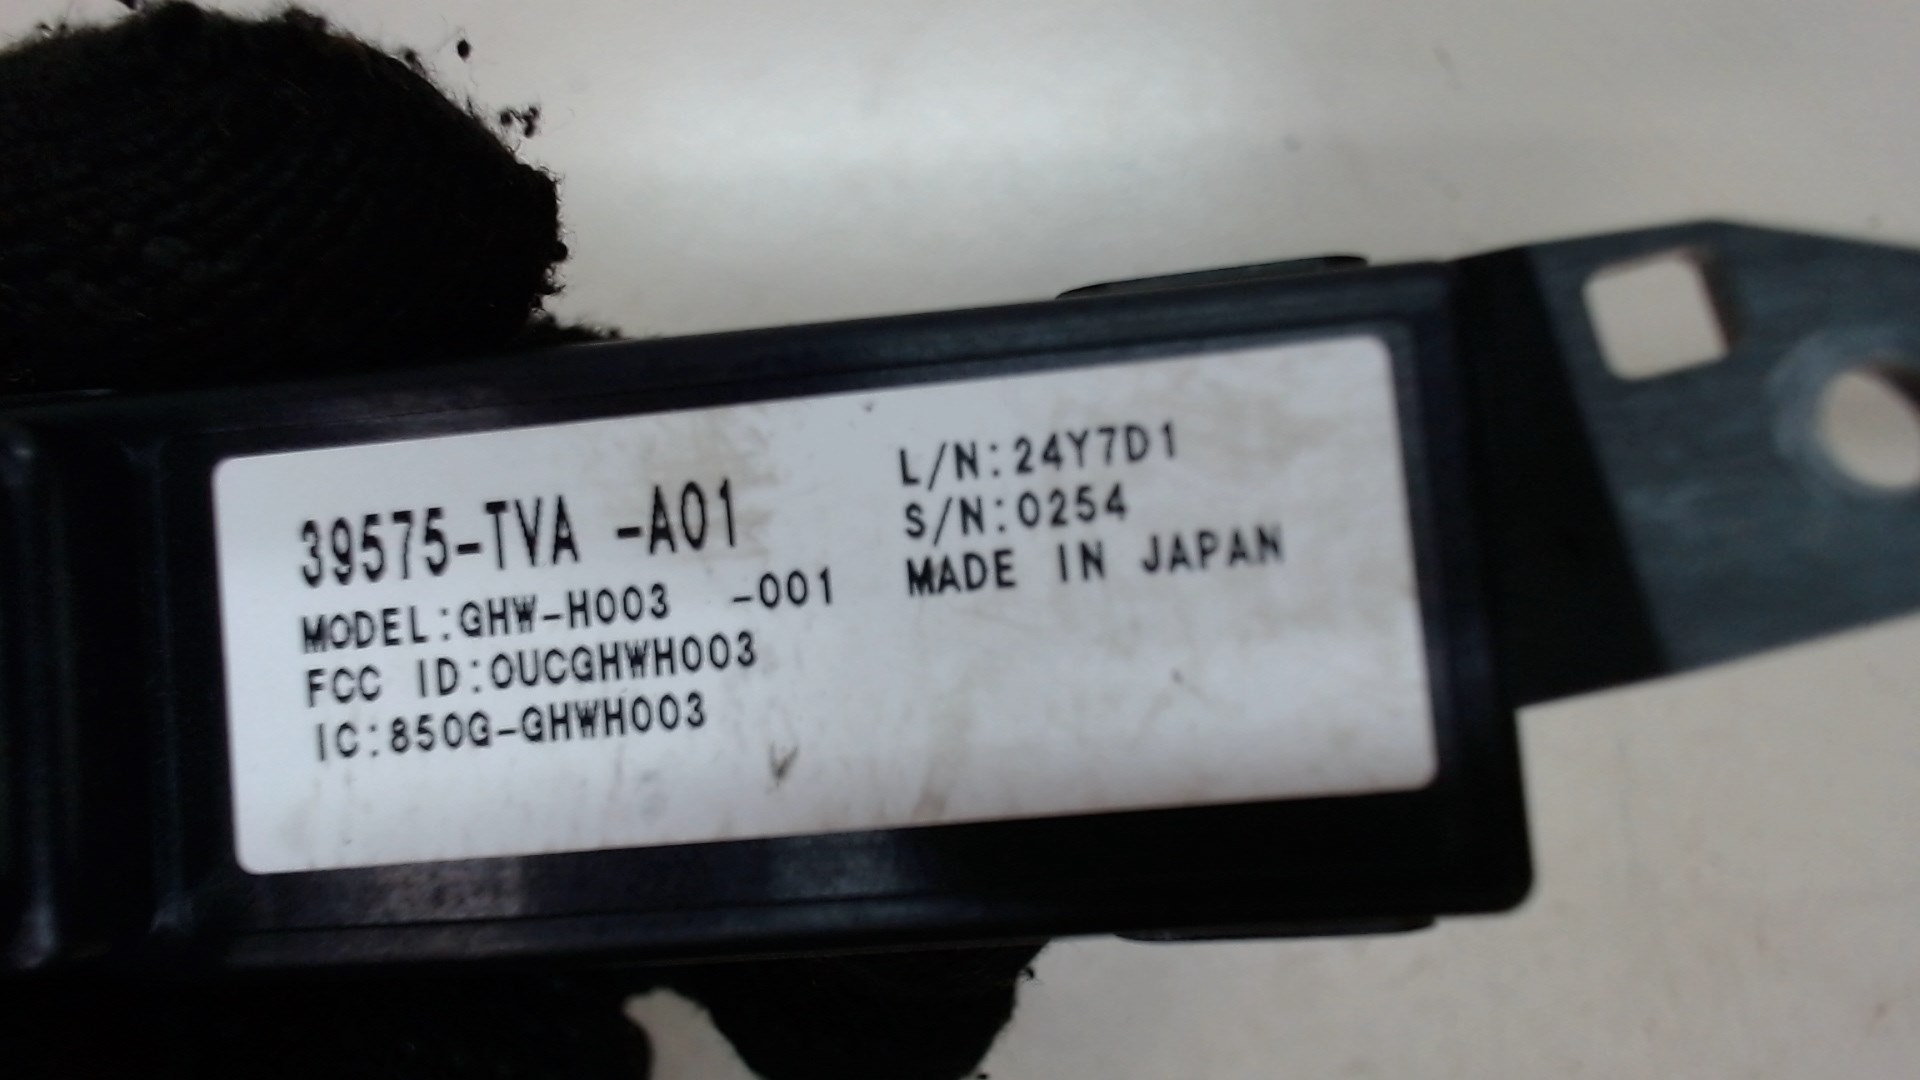 39575-TVA -A01
MODEL:GHW-H003 -001
FCC ID:OUCGHWH003
IC:850G-GHWH003
L/N:24Y7D1
S/N:0254
MADE IN JAPAN